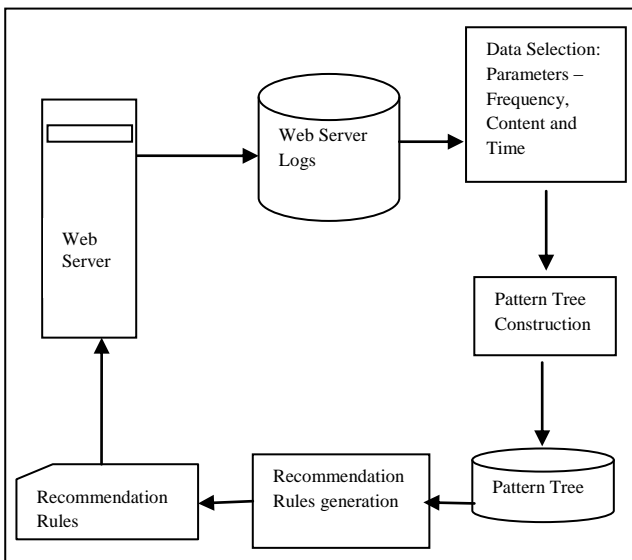 Data Selection:
Parameters –
Frequency,
Content and
Time
Web Server
Logs
Web
Server
Pattern Tree
Construction
Pattern Tree
Recommendation
Rules generation
Recommendation
Rules